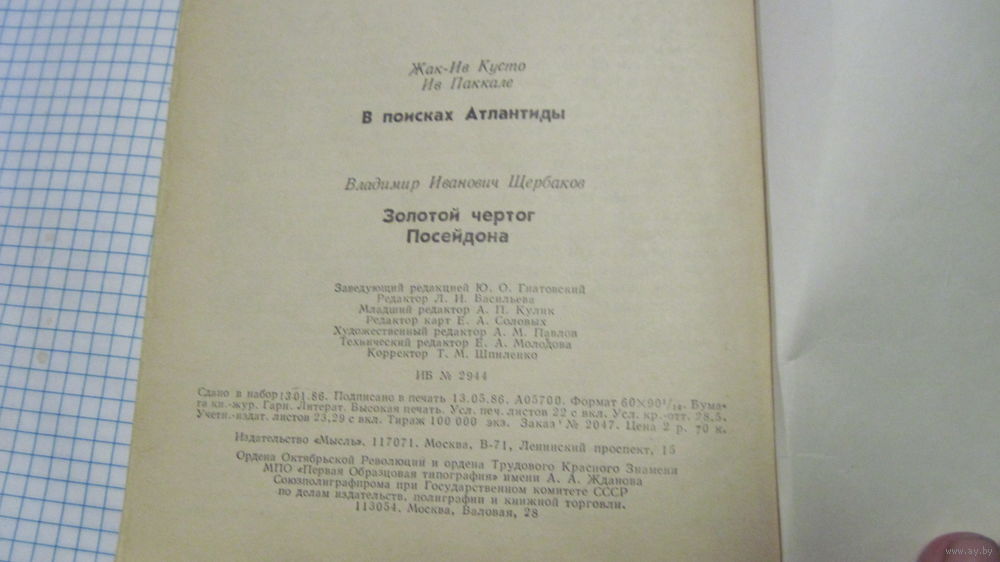 Жак-Ив Кусто
Ив Паккале
В поисках Атлантиды
Владимир Иванович Щербаков
Золотой чертог
Посейдона
Заведующий редакцией Ю. О. Гнатовский
Редактор Л. И. Васильева
Младший редактор А. П. Кулик
Редактор карт Е. А. Соловых
Художественный редактор А. М. Павлов
Технический редактор Е. А. Молодова
Корректор Т. М. Шпиленко
ИБ № 2944
Сдано в набор 13.01.86. Подписано в печать 13.05.86. А05700. Формат 60×90¹/₁₆. Бума-
га кн.-жур. Гарн. Литерат. Высокая печать. Усл. печ. листов 22 с вкл. Усл. кр.-отт. 28,5.
Учетн.-издат. листов 23,29 с вкл. Тираж 100 000 экз. Заказ № 2047. Цена 2 р. 70 к.
Издательство «Мысль». 117071. Москва, В-71, Ленинский проспект, 15
Ордена Октябрьской Революции и ордена Трудового Красного Знамени
МПО «Первая Образцовая типография» имени А. А. Жданова
Союзполиграфпрома при Государственном комитете СССР
по делам издательств, полиграфии и книжной торговли.
113054, Москва, Валовая, 28
www.ay.by